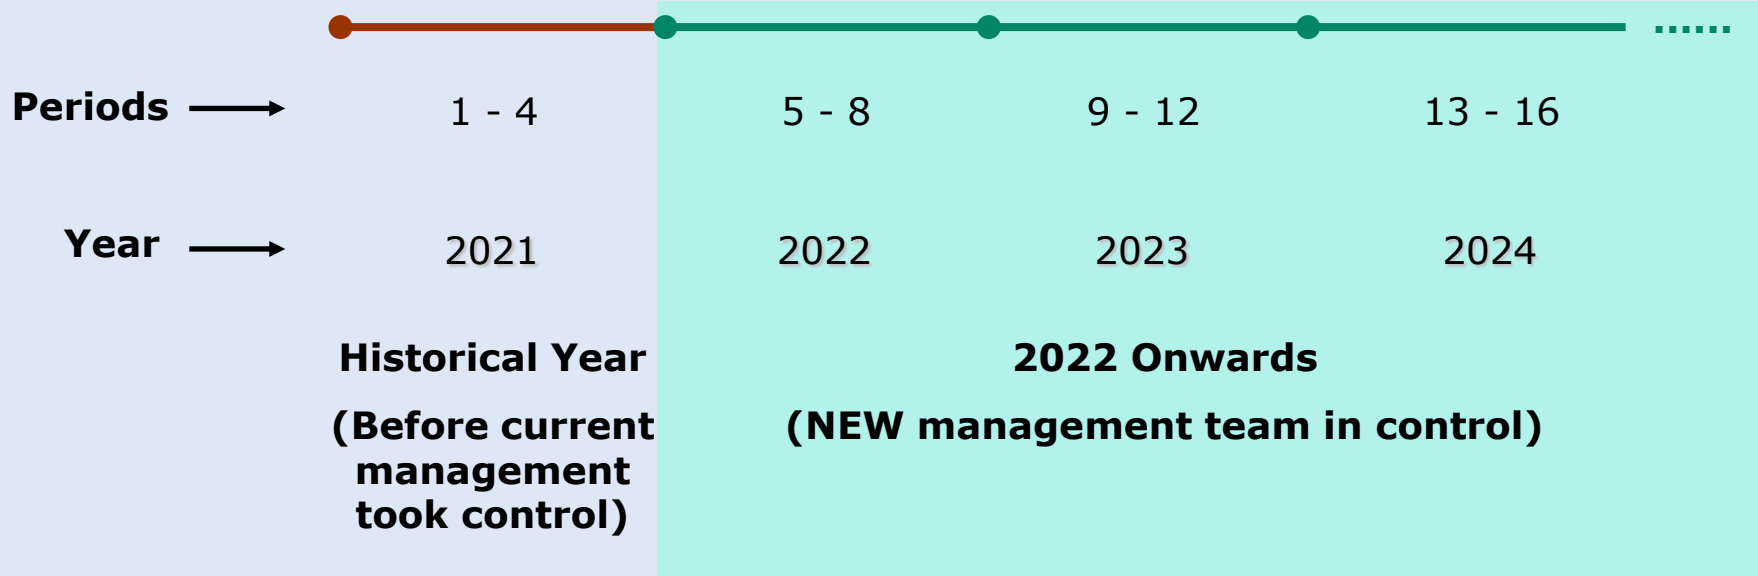 ......
Periods 1 - 4 5 - 8 9 - 12 13 - 16
Year 2021 2022 2023 2024
Historical Year 2022 Onwards
(Before current (NEW management team in control)
management
took control)